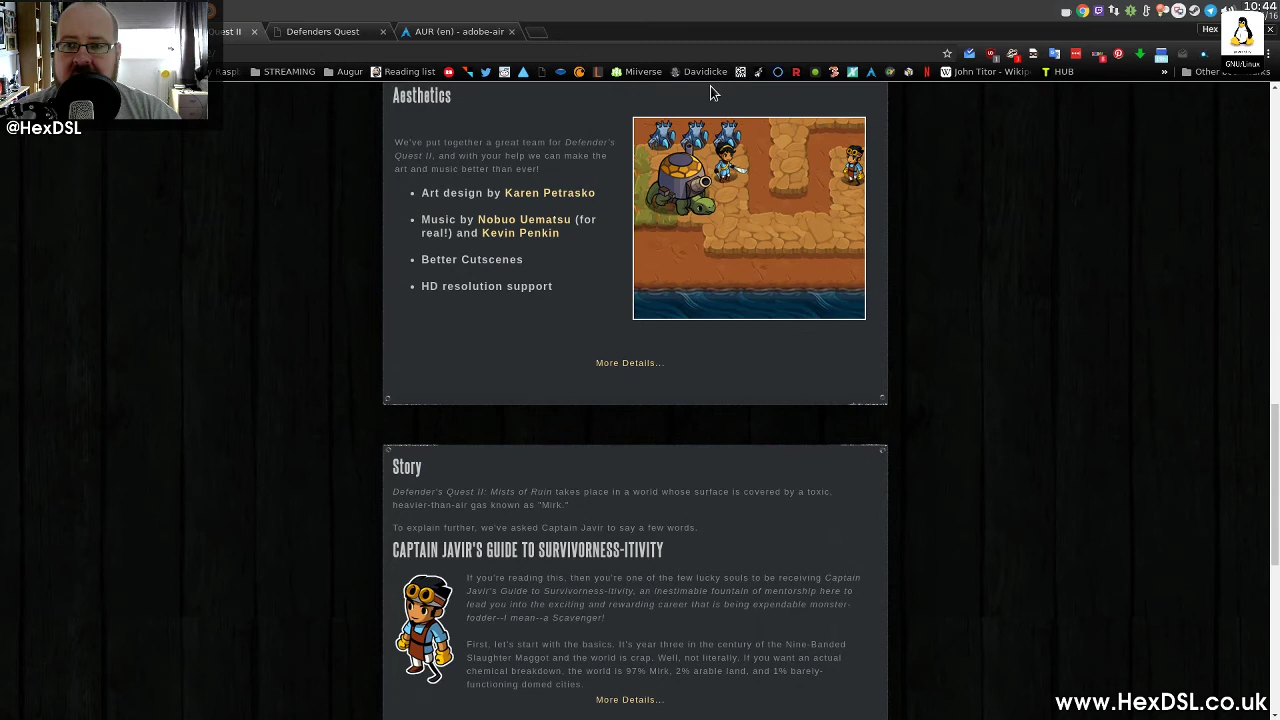 quest II
Defenders Quest
AUR (en) - adobe-air
GNU/Linux
Raspl
STREAMING
Augur
Reading list
Miiverse
Davidicke
John Titor - Wikip
HUB
Other bookmarks
@HexDSL
Aesthetics
We've put together a great team for Defender's
Quest II, and with your help we can make the
art and music better than ever!
Art design by Karen Petrasko
Music by Nobuo Uematsu (for
real!) and Kevin Penkin
Better Cutscenes
HD resolution support
More Details...
Story
Defender's Quest II: Mists of Ruin takes place in a world whose surface is covered by a toxic,
heavier-than-air gas known as "Mirk."
To explain further, we've asked Captain Javir to say a few words.
CAPTAIN JAVIR'S GUIDE TO SURVIVORNESS-ITIVITY
If you're reading this, then you're one of the few lucky souls to be receiving Captain
Javir's Guide to Survivorness-itivity, an inestimable fountain of mentorship here to
lead you into the exciting and rewarding career that is being expendable monster-
fodder--I mean--a Scavenger!
First, let's start with the basics. It's year three in the century of the Nine-Banded
Slaughter Maggot and the world is crap. Well, not literally. If you want an actual
chemical breakdown, the world is 97% Mirk, 2% arable land, and 1% barely-
functioning domed cities.
More Details...
www.HexDSL.co.uk